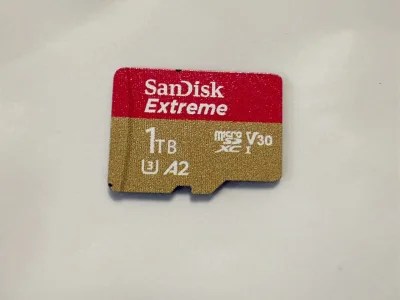 SanDisk
Extreme
1TB
micro SD XC I V30
U3 A2